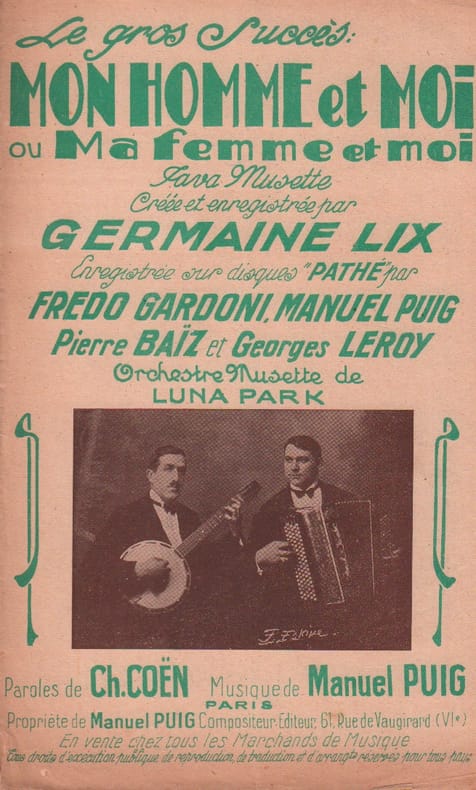 Le gros Succès:
MON HOMME et MOI
ou Ma femme et moi
Java Musette
Créée et enregistrée par
GERMAINE LIX
Enregistrée sur disques "PATHÉ" par
FREDO GARDONI, MANUEL PUIG
Pierre BAÏZ et Georges LEROY
Orchestre Musette de
LUNA PARK
Paroles de Ch. COËN Musique de Manuel PUIG
PARIS
Propriété de Manuel PUIG Compositeur-Editeur, 61, Rue de Vaugirard (VIe)
En vente chez tous les Marchands de Musique
Tous droits d'exécution publique, de reproduction, de traduction et d'arrangts réservés pour tous pays